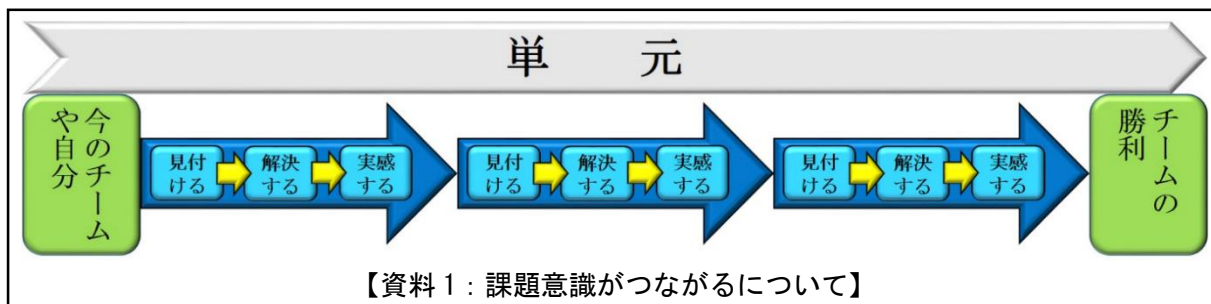 単　元
今のチーム
や自分
見付
ける
解決
する
実感
する
見付
ける
解決
する
実感
する
見付
ける
解決
する
実感
する
チームの
勝利
【資料１：課題意識がつながるについて】